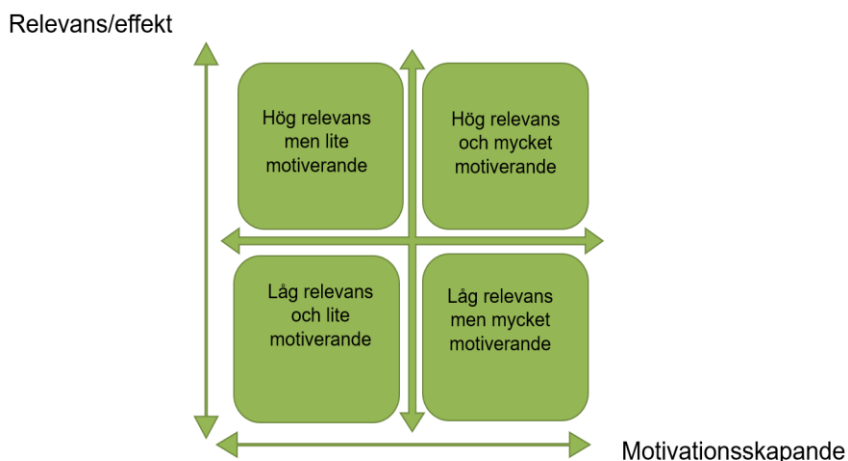 Relevans/effekt
Hög relevans
men lite
motiverande
Hög relevans
och mycket
motiverande
Låg relevans
och lite
motiverande
Låg relevans
men mycket
motiverande
Motivationsskapande